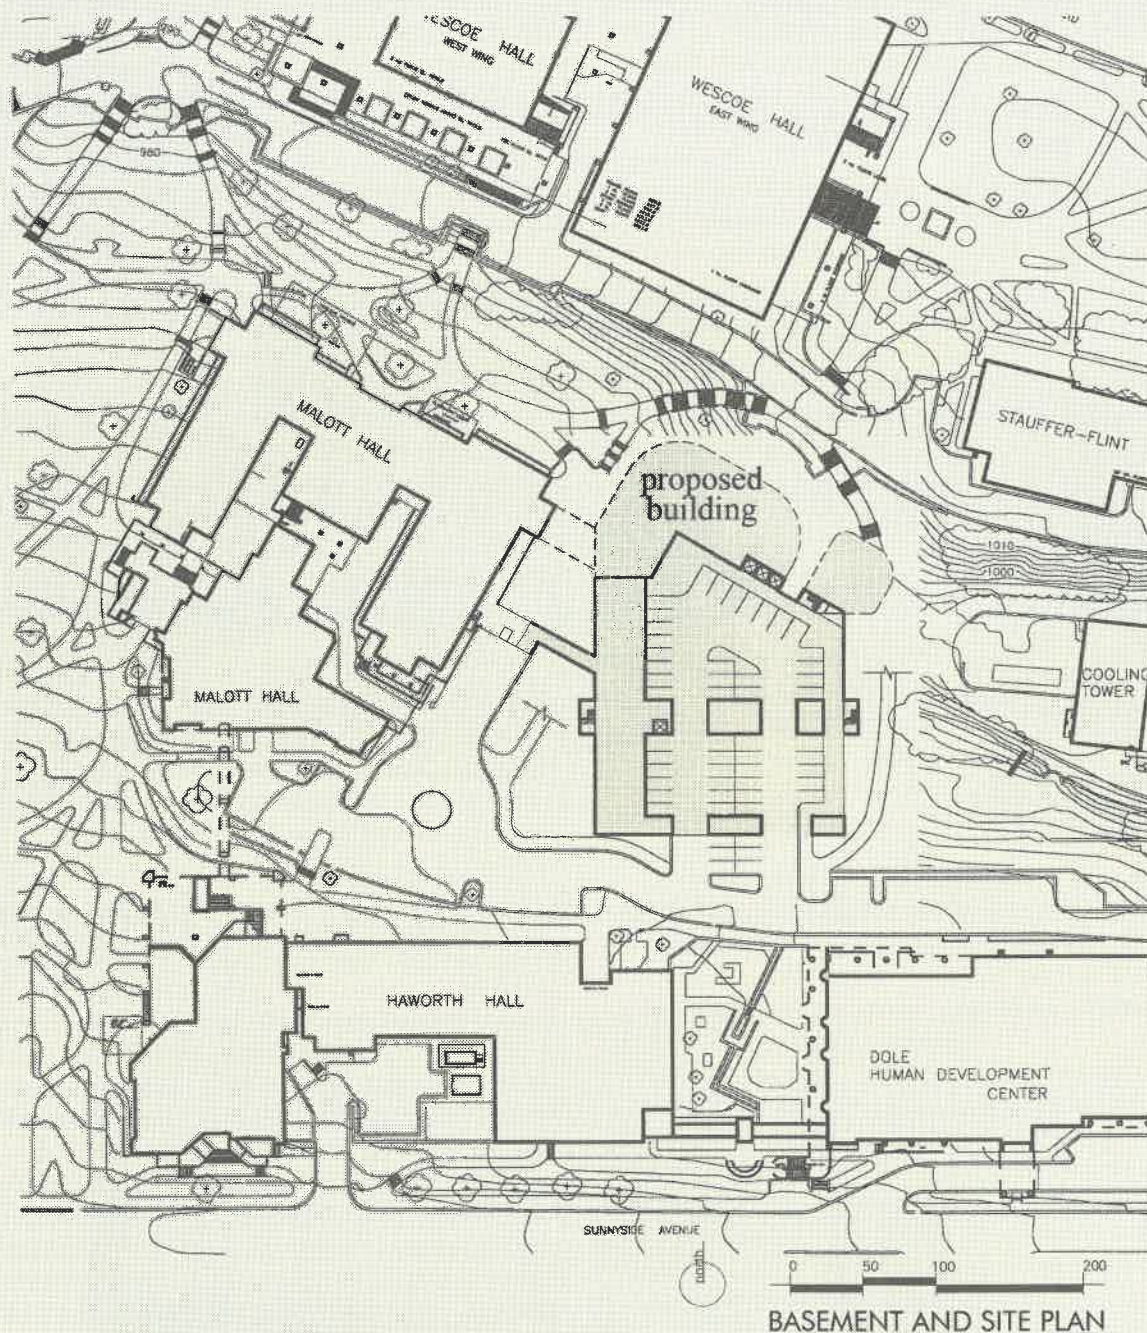 WESCOE HALL
WEST WING
WESCOE HALL
EAST WING
980
MALOTT HALL
STAUFFER-FLINT
proposed
building
1010
1000
COOLING
TOWER
MALOTT HALL
HAWORTH HALL
DOLE
HUMAN DEVELOPMENT
CENTER
SUNNYSIDE AVENUE
north
0 50 100 200
BASEMENT AND SITE PLAN